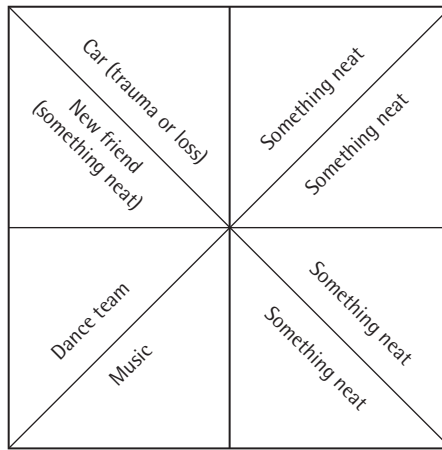 Car (trauma or loss)
New friend
(something neat)
Something neat
Something neat
Dance team
Music
Something neat
Something neat